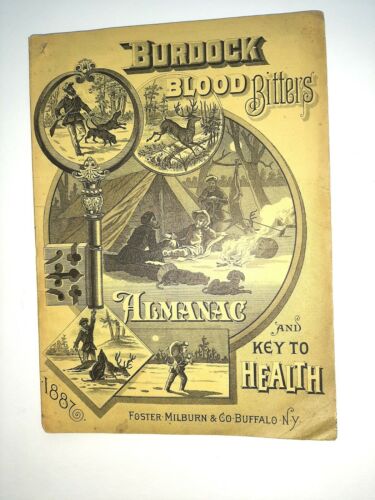 BURDOCK
BLOOD Bitters
ALMANAC
AND
KEY TO
HEALTH
1887.
FOSTER·MILBURN & CO·BUFFALO·N·Y·